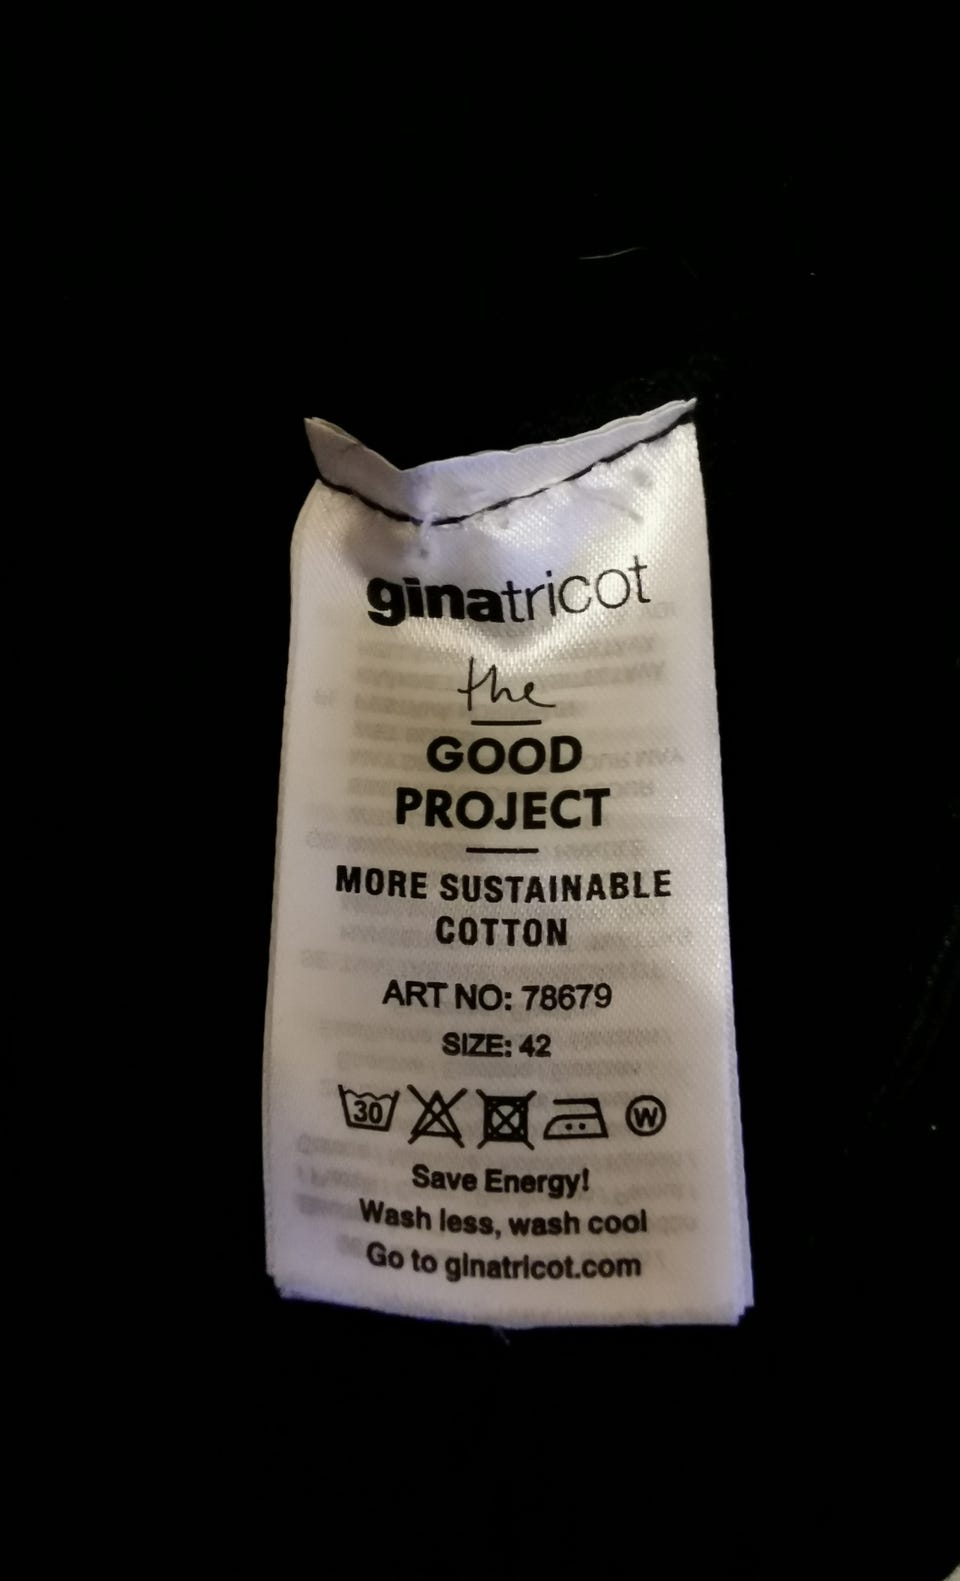 ginatricot
the
GOOD
PROJECT
MORE SUSTAINABLE
COTTON
ART NO: 78679
SIZE: 42
30 W
Save Energy!
Wash less, wash cool
Go to ginatricot.com